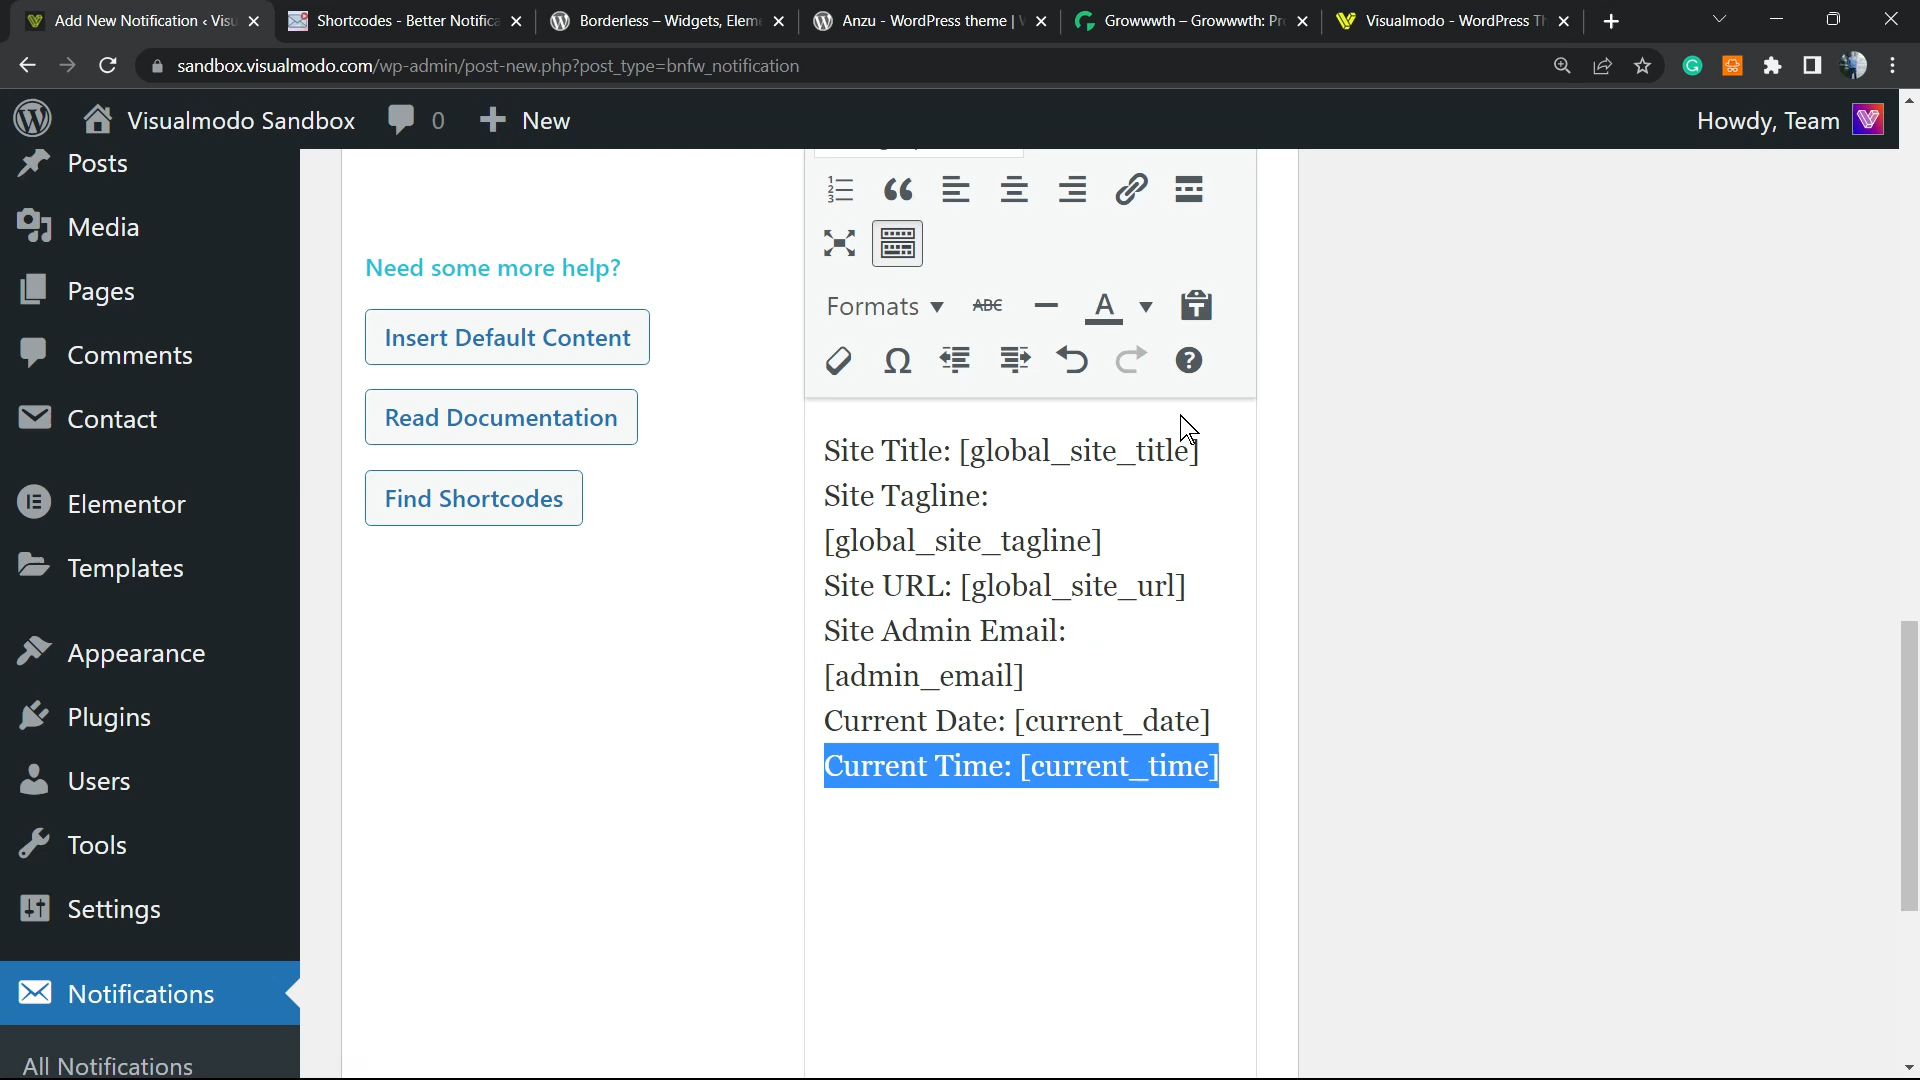 Add New Notification ‹ Visu
Shortcodes - Better Notifica
Borderless – Widgets, Elem
Anzu - WordPress theme |
Growwwth – Growwwth: Pr
Visualmodo - WordPress Th
sandbox.visualmodo.com/wp-admin/post-new.php?post_type=bnfw_notification
Visualmodo Sandbox
0
New
Howdy, Team
Posts
Media
Pages
Comments
Contact
Elementor
Templates
Appearance
Plugins
Users
Tools
Settings
Notifications
All Notifications
Need some more help?
Insert Default Content
Read Documentation
Find Shortcodes
Formats
ABC
A
Site Title: [global_site_title]
Site Tagline:
[global_site_tagline]
Site URL: [global_site_url]
Site Admin Email:
[admin_email]
Current Date: [current_date]
Current Time: [current_time]